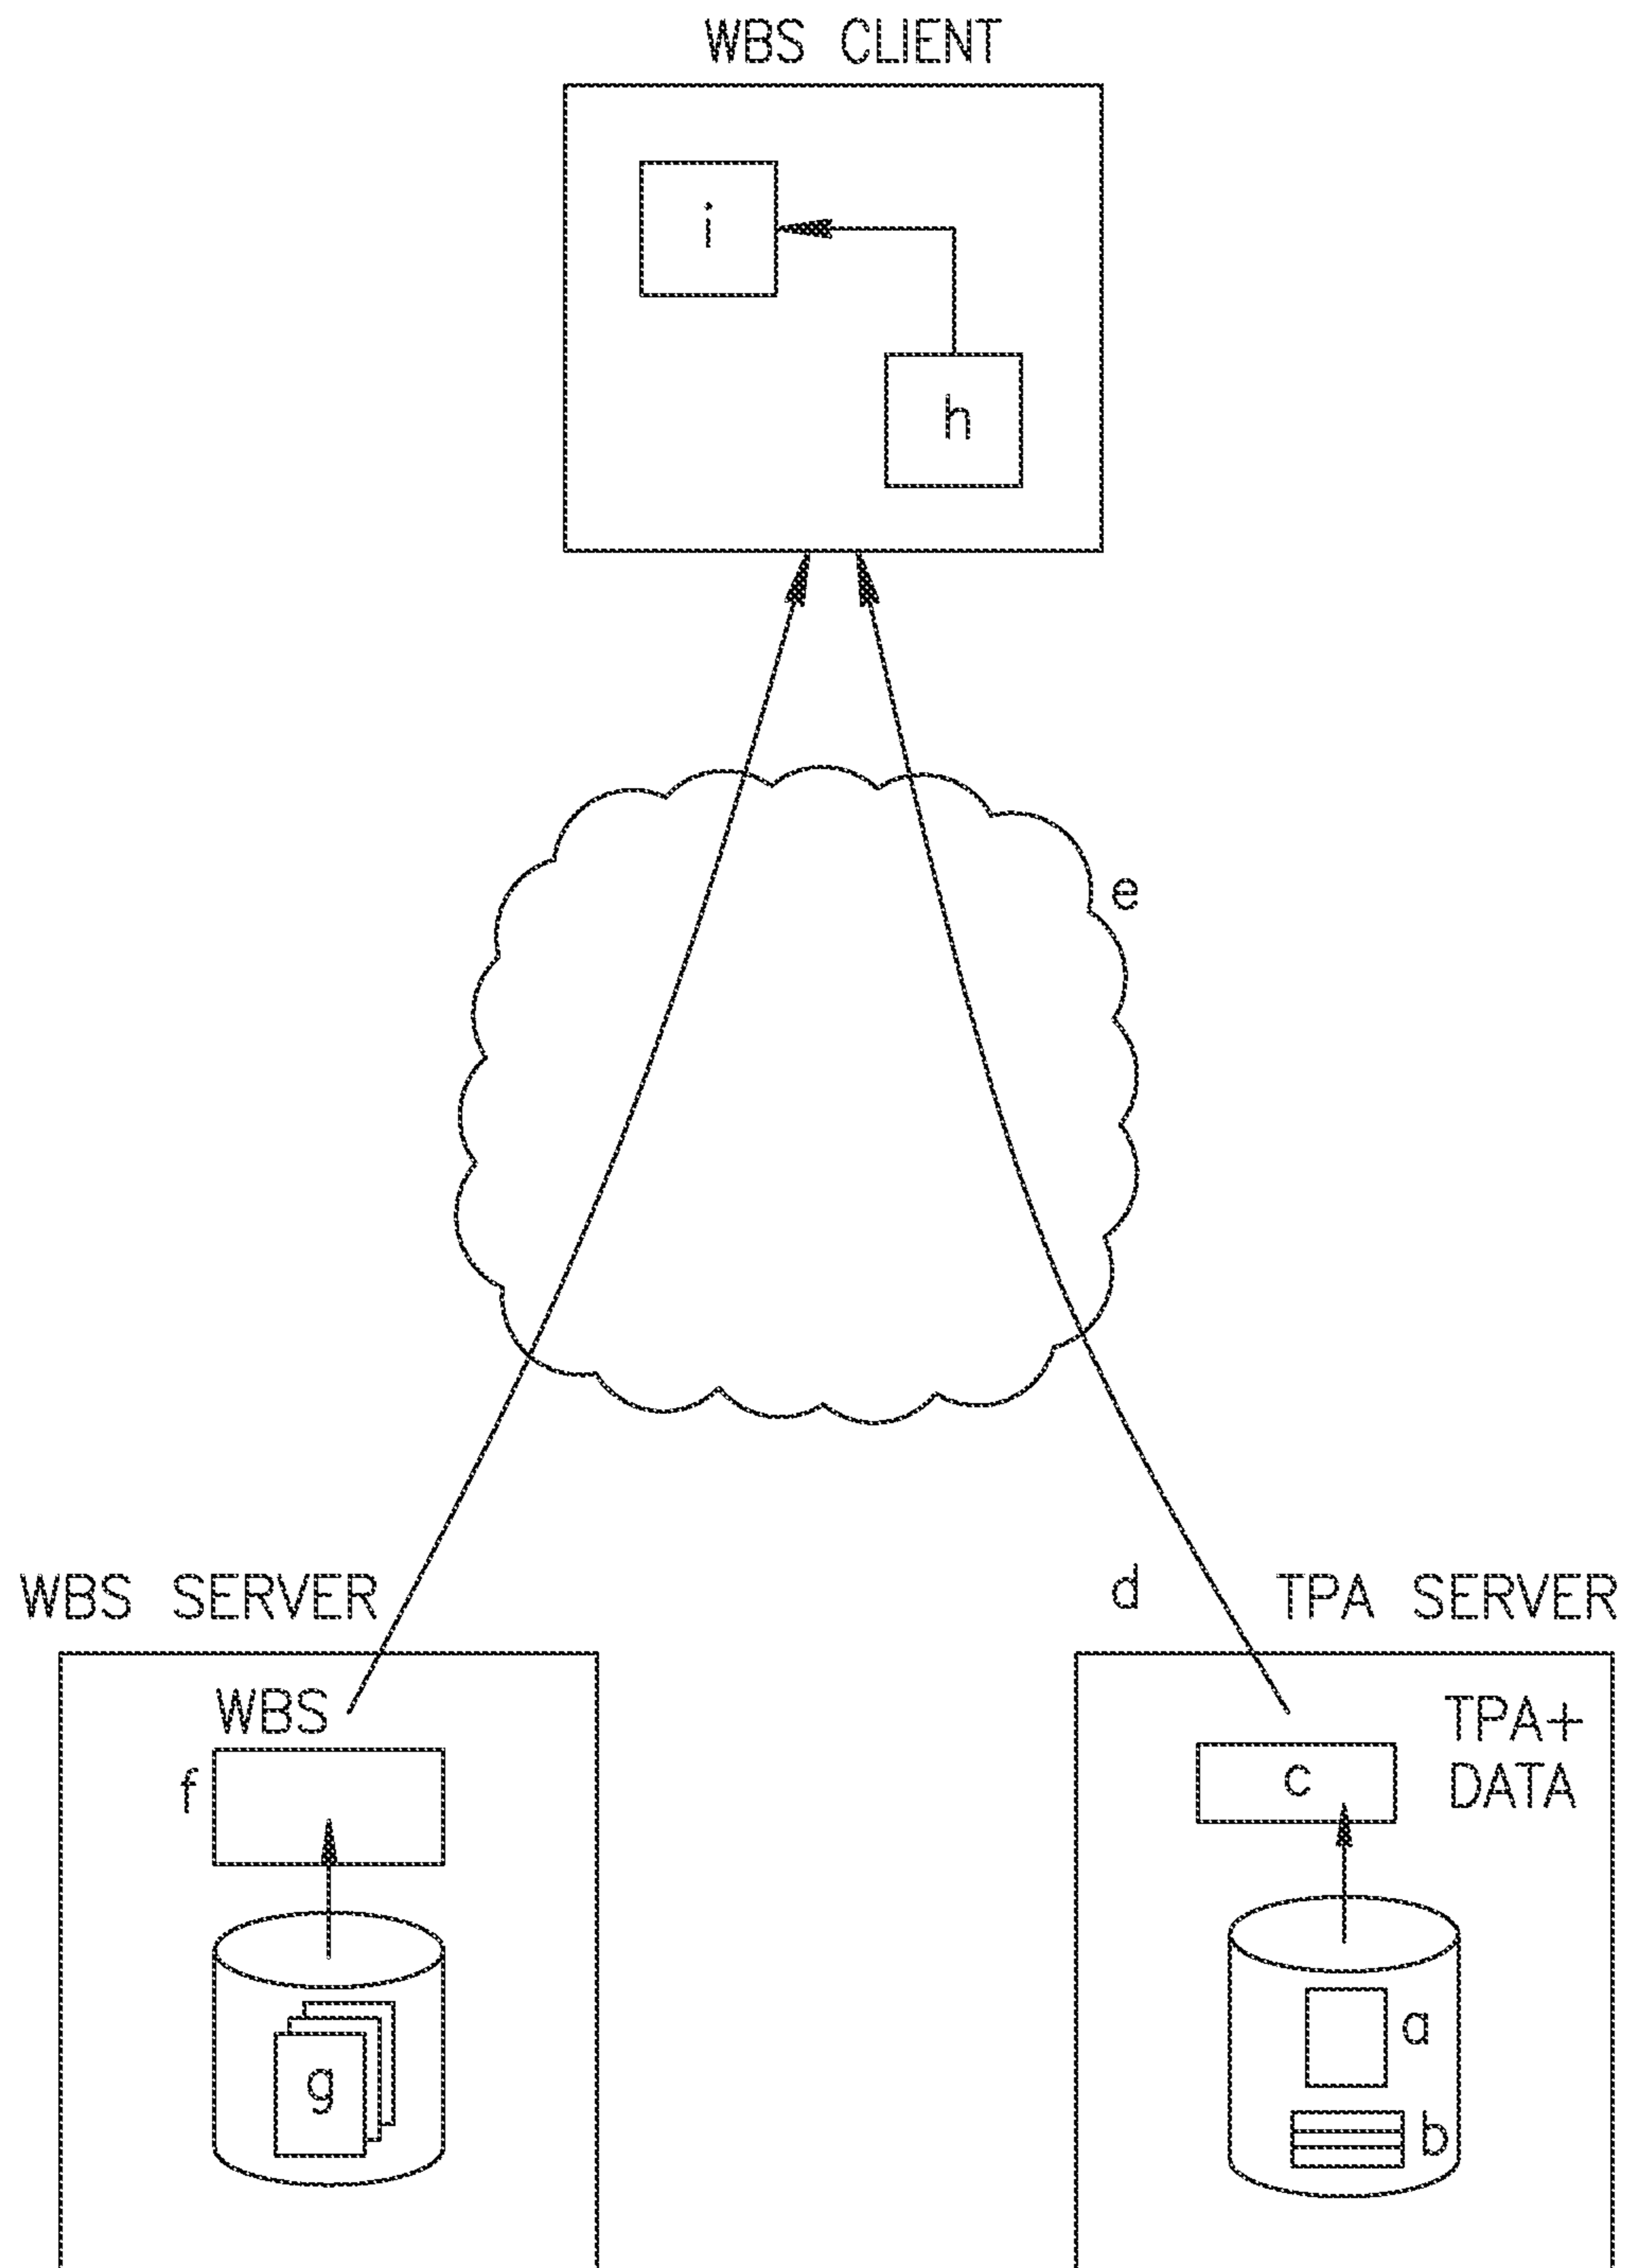 WBS CLIENT
i
h
e
d
WBS SERVER
TPA SERVER
WBS
f
TPA+
DATA
c
g
a
b